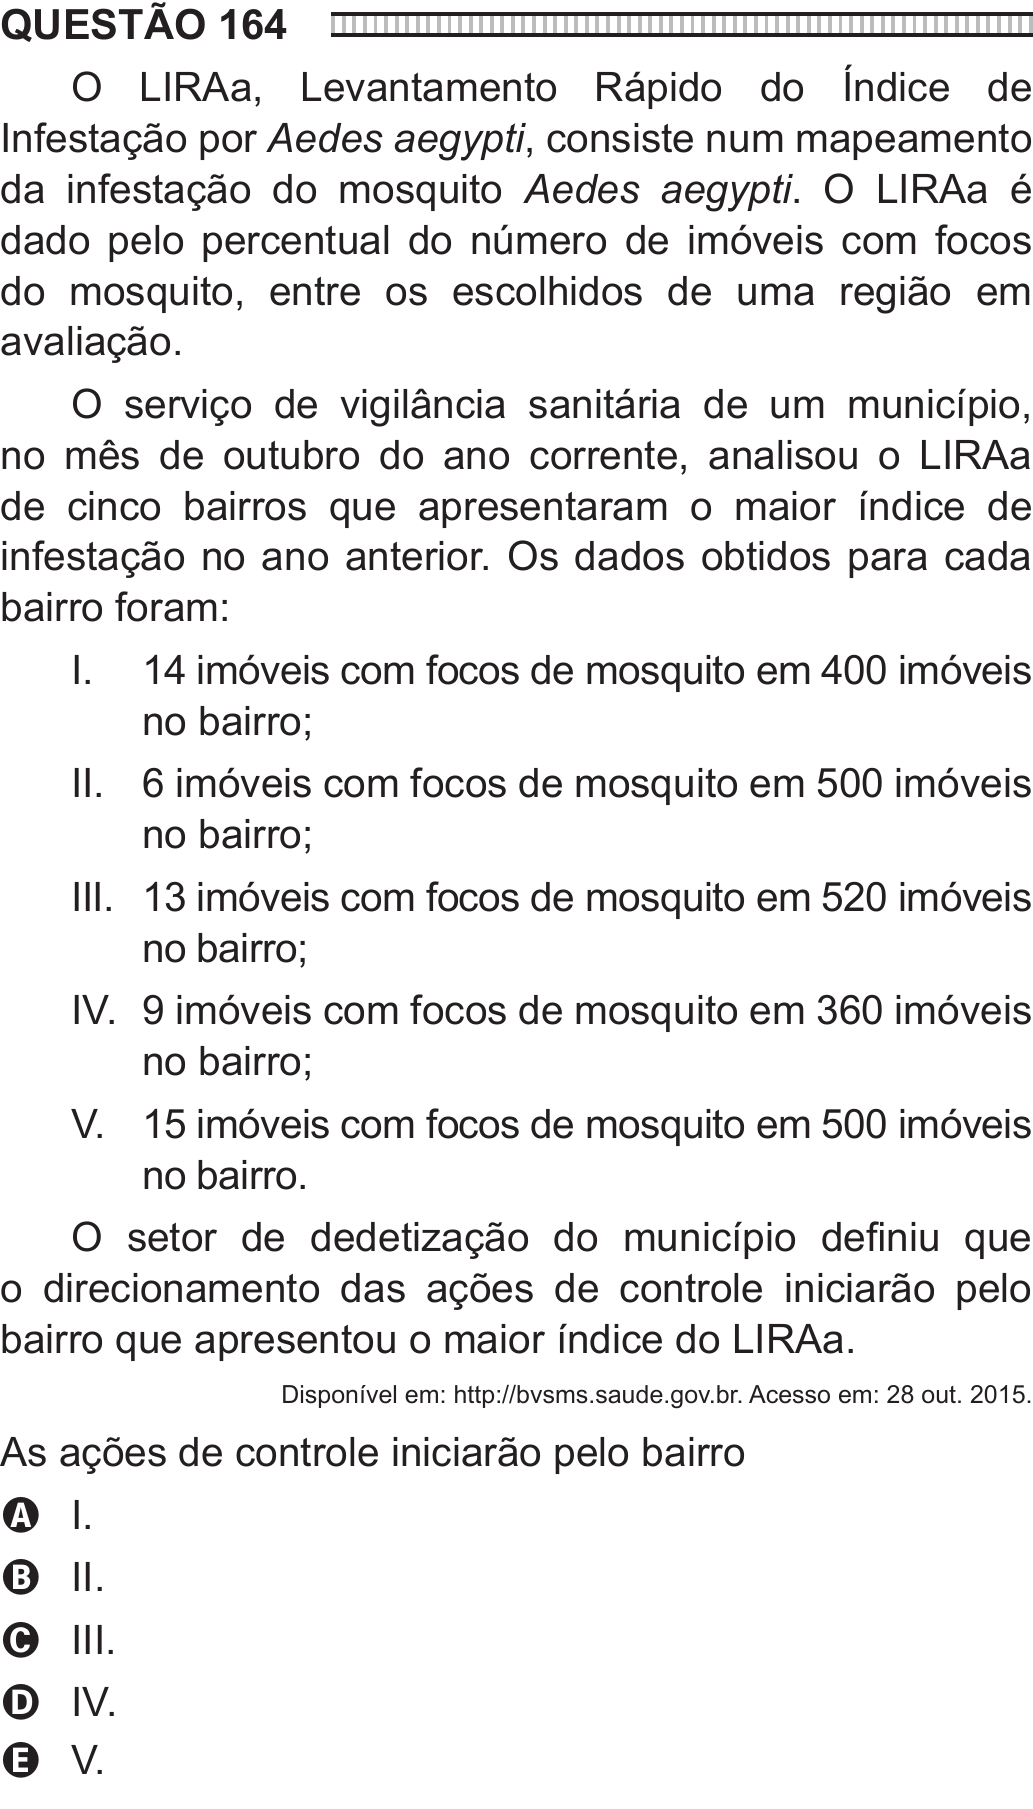 QUESTÃO 164
O LIRAa, Levantamento Rápido do Índice de
Infestação por Aedes aegypti, consiste num mapeamento
da infestação do mosquito Aedes aegypti. O LIRAa é
dado pelo percentual do número de imóveis com focos
do mosquito, entre os escolhidos de uma região em
avaliação.
O serviço de vigilância sanitária de um município,
no mês de outubro do ano corrente, analisou o LIRAa
de cinco bairros que apresentaram o maior índice de
infestação no ano anterior. Os dados obtidos para cada
bairro foram:
I. 14 imóveis com focos de mosquito em 400 imóveis
no bairro;
II. 6 imóveis com focos de mosquito em 500 imóveis
no bairro;
III. 13 imóveis com focos de mosquito em 520 imóveis
no bairro;
IV. 9 imóveis com focos de mosquito em 360 imóveis
no bairro;
V. 15 imóveis com focos de mosquito em 500 imóveis
no bairro.
O setor de dedetização do município definiu que
o direcionamento das ações de controle iniciarão pelo
bairro que apresentou o maior índice do LIRAa.
Disponível em: http://bvsms.saude.gov.br. Acesso em: 28 out. 2015.
As ações de controle iniciarão pelo bairro
A I.
B II.
C III.
D IV.
E V.